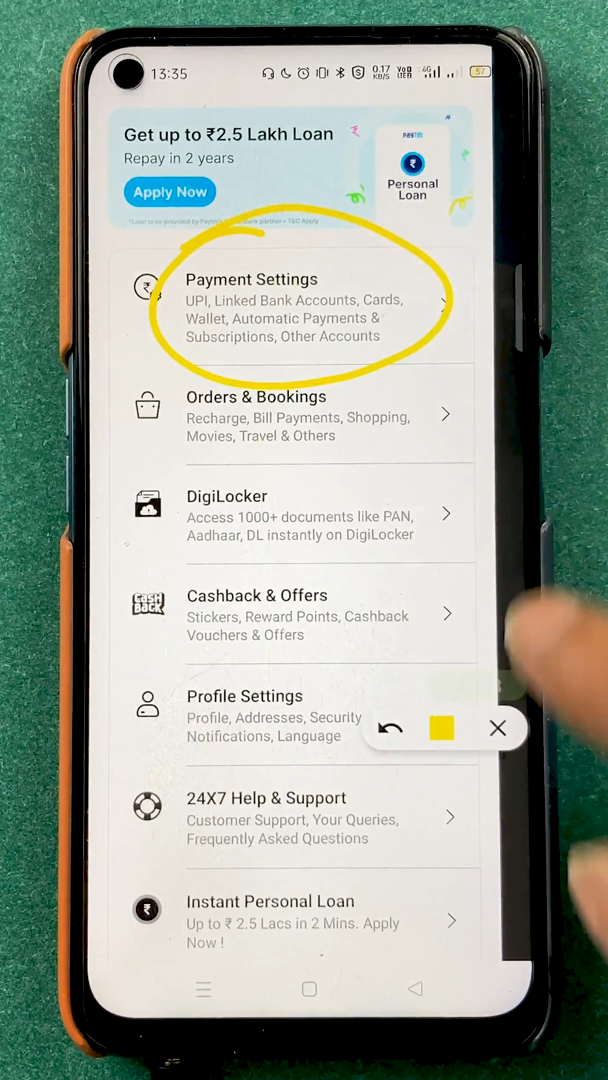 13:35
0.17 KB/S
VoD LTE
4G
57
Get up to ₹2.5 Lakh Loan
Repay in 2 years
Apply Now
paytm
₹
Personal
Loan
Payment Settings
UPI, Linked Bank Accounts, Cards,
Wallet, Automatic Payments &
Subscriptions, Other Accounts
Orders & Bookings
Recharge, Bill Payments, Shopping,
Movies, Travel & Others
DigiLocker
Access 1000+ documents like PAN,
Aadhaar, DL instantly on DigiLocker
CASH
BACK
Cashback & Offers
Stickers, Reward Points, Cashback
Vouchers & Offers
Profile Settings
Profile, Addresses, Security
Notifications, Language
24X7 Help & Support
Customer Support, Your Queries,
Frequently Asked Questions
₹
Instant Personal Loan
Up to ₹ 2.5 Lacs in 2 Mins. Apply
Now !